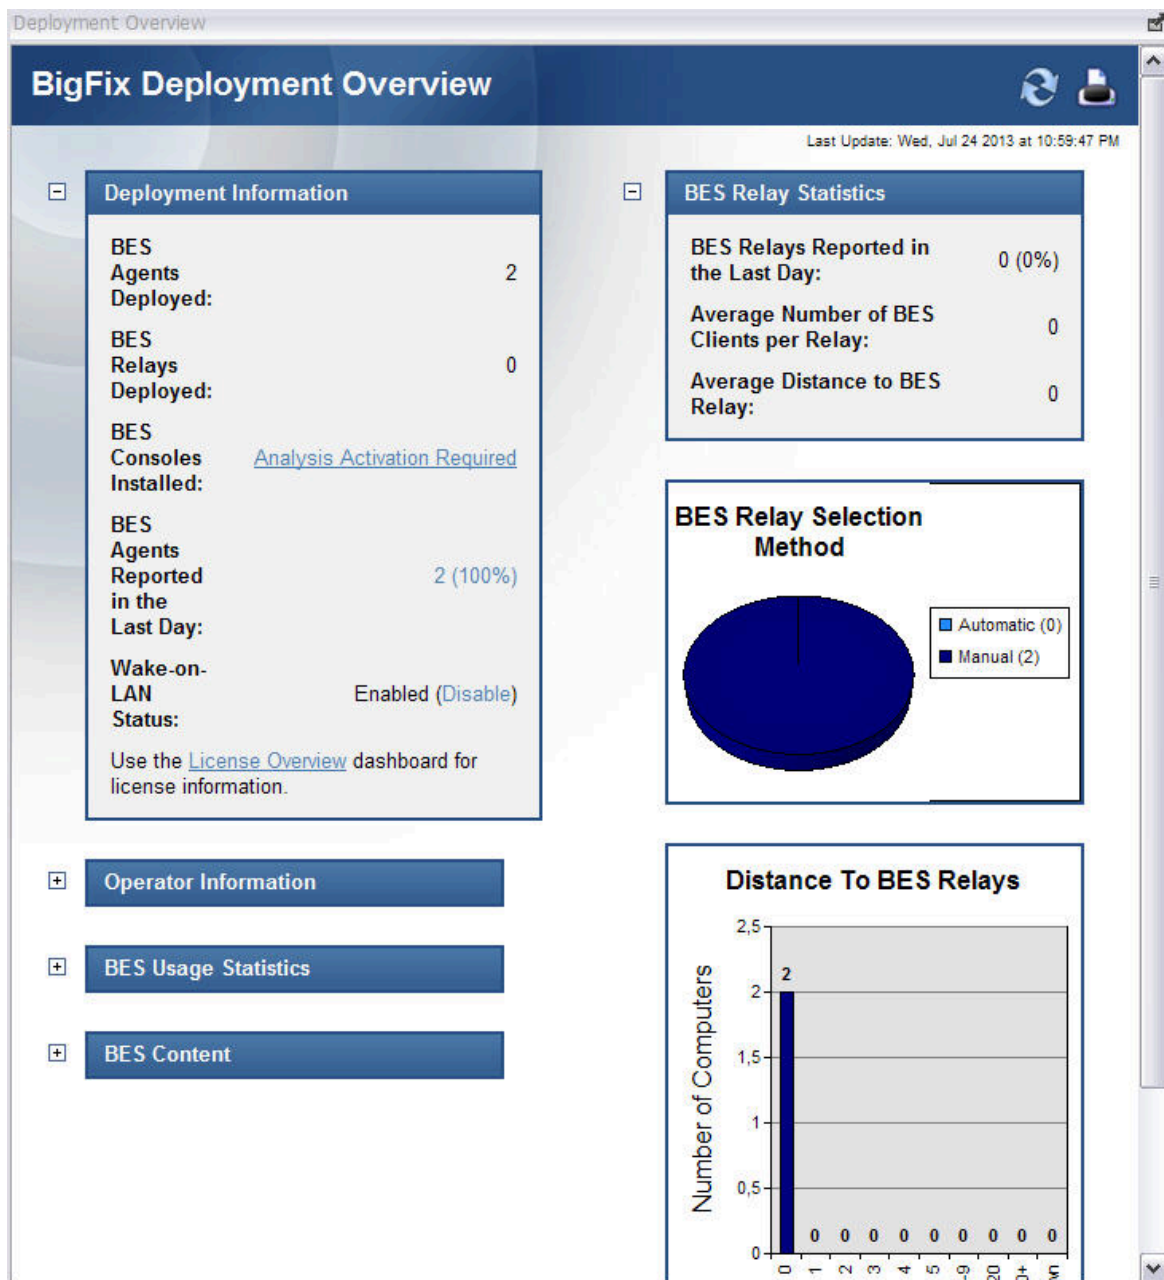 Deployment Overview
BigFix Deployment Overview
Last Update: Wed, Jul 24 2013 at 10:59:47 PM
Deployment Information
BES
Agents
Deployed:
2
BES
Relays
Deployed:
0
BES
Consoles
Installed:
Analysis Activation Required
BES
Agents
Reported
in the
Last Day:
2 (100%)
Wake-on-
LAN
Status:
Enabled (Disable)
Use the License Overview dashboard for
license information.
Operator Information
BES Usage Statistics
BES Content
BES Relay Statistics
BES Relays Reported in
the Last Day:
0 (0%)
Average Number of BES
Clients per Relay:
0
Average Distance to BES
Relay:
0
BES Relay Selection
Method
Automatic (0)
Manual (2)
Distance To BES Relays
Number of Computers
2,5
2
1,5
1
0,5
0
2
0 0 0 0 0 0 0 0 0
0 1 2 3 4 5